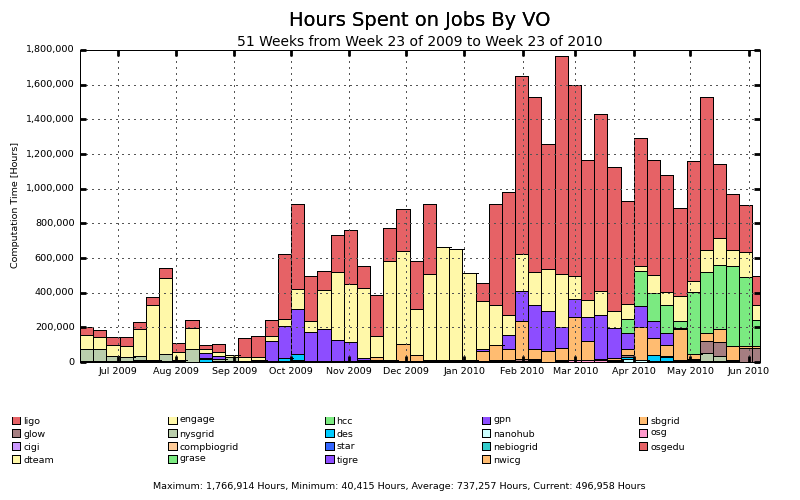 Hours Spent on Jobs By VO
51 Weeks from Week 23 of 2009 to Week 23 of 2010
Computation Time [Hours]
1,800,000
1,600,000
1,400,000
1,200,000
1,000,000
800,000
600,000
400,000
200,000
0
Jul 2009 Aug 2009 Sep 2009 Oct 2009 Nov 2009 Dec 2009 Jan 2010 Feb 2010 Mar 2010 Apr 2010 May 2010 Jun 2010
ligo engage hcc gpn sbgrid
glow nysgrid des nanohub osg
cigi compbiogrid star nebiogrid osgedu
dteam grase tigre nwicg
Maximum: 1,766,914 Hours, Minimum: 40,415 Hours, Average: 737,257 Hours, Current: 496,958 Hours